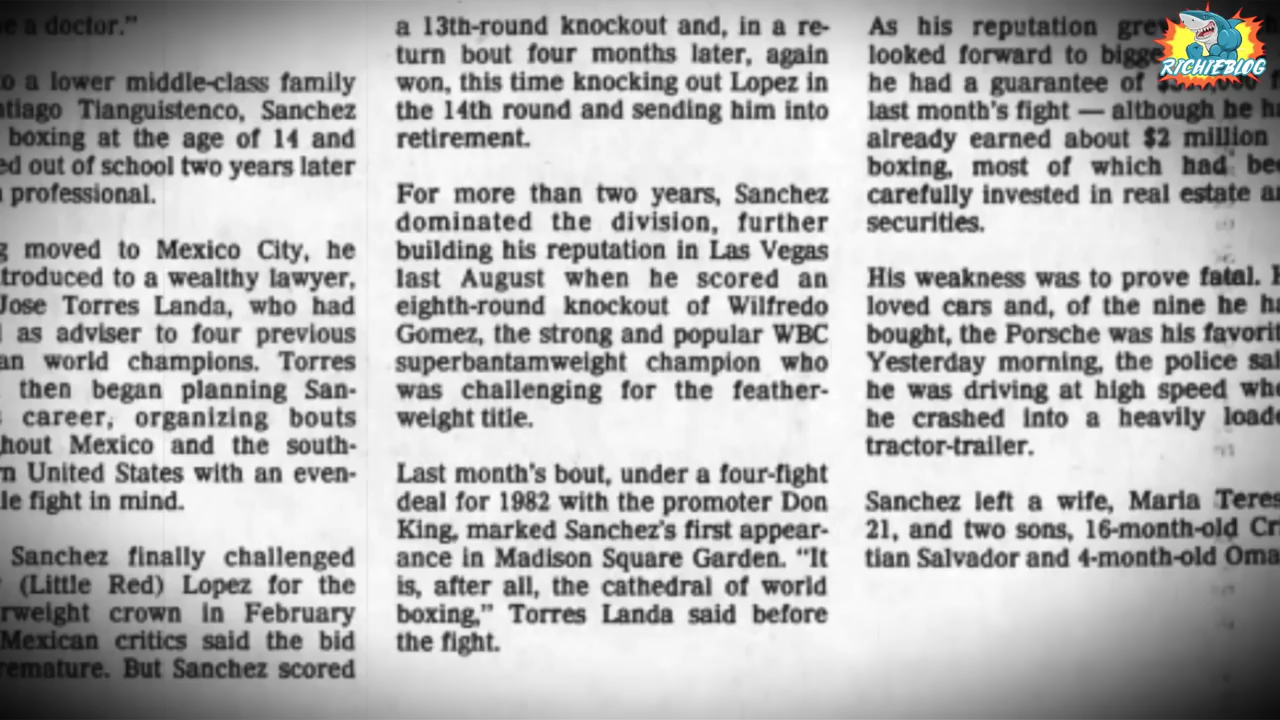 e a doctor."
o a lower middle-class family
tiago Tianguistenco, Sanchez
boxing at the age of 14 and
ed out of school two years later
professional.
g moved to Mexico City, he
troduced to a wealthy lawyer,
Jose Torres Landa, who had
as adviser to four previous
an world champions. Torres
then began planning San-
career, organizing bouts
hout Mexico and the south-
n United States with an even-
le fight in mind.
Sanchez finally challenged
(Little Red) Lopez for the
rweight crown in February
Mexican critics said the bid
remature. But Sanchez scored
a 13th-round knockout and, in a re-
turn bout four months later, again
won, this time knocking out Lopez in
the 14th round and sending him into
retirement.
For more than two years, Sanchez
dominated the division, further
building his reputation in Las Vegas
last August when he scored an
eighth-round knockout of Wilfredo
Gomez, the strong and popular WBC
superbantamweight champion who
was challenging for the feather-
weight title.
Last month's bout, under a four-fight
deal for 1982 with the promoter Don
King, marked Sanchez's first appear-
ance in Madison Square Garden. "It
is, after all, the cathedral of world
boxing," Torres Landa said before
the fight.
As his reputation gre
looked forward to bigg
he had a guarantee of
last month's fight — although he ha
already earned about $2 million
boxing, most of which had bee
carefully invested in real estate a
securities.
His weakness was to prove fatal. H
loved cars and, of the nine he ha
bought, the Porsche was his favorit
Yesterday morning, the police sai
he was driving at high speed whe
he crashed into a heavily loade
tractor-trailer.
Sanchez left a wife, Maria Teres
21, and two sons, 16-month-old Cr
tian Salvador and 4-month-old Oma
RICHIEBLOG